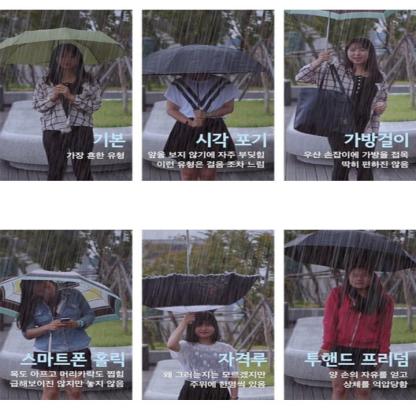 기본
가장 흔한 유형
시각 포기
앞을 보지 않기에 자주 부딪힘
이런 유형은 걸음 조차 느림
가방걸이
우산 손잡이에 가방을 접목
딱히 편하진 않음
스마트폰 홀릭
목도 아프고 머리카락도 찝힘
급해보이진 않지만 놓지 않음
자격루
왜 그러는지는 모르겠지만
주위에 한명씩 있음
투핸드 프리덤
양 손의 자유를 얻고
상체를 억압당함